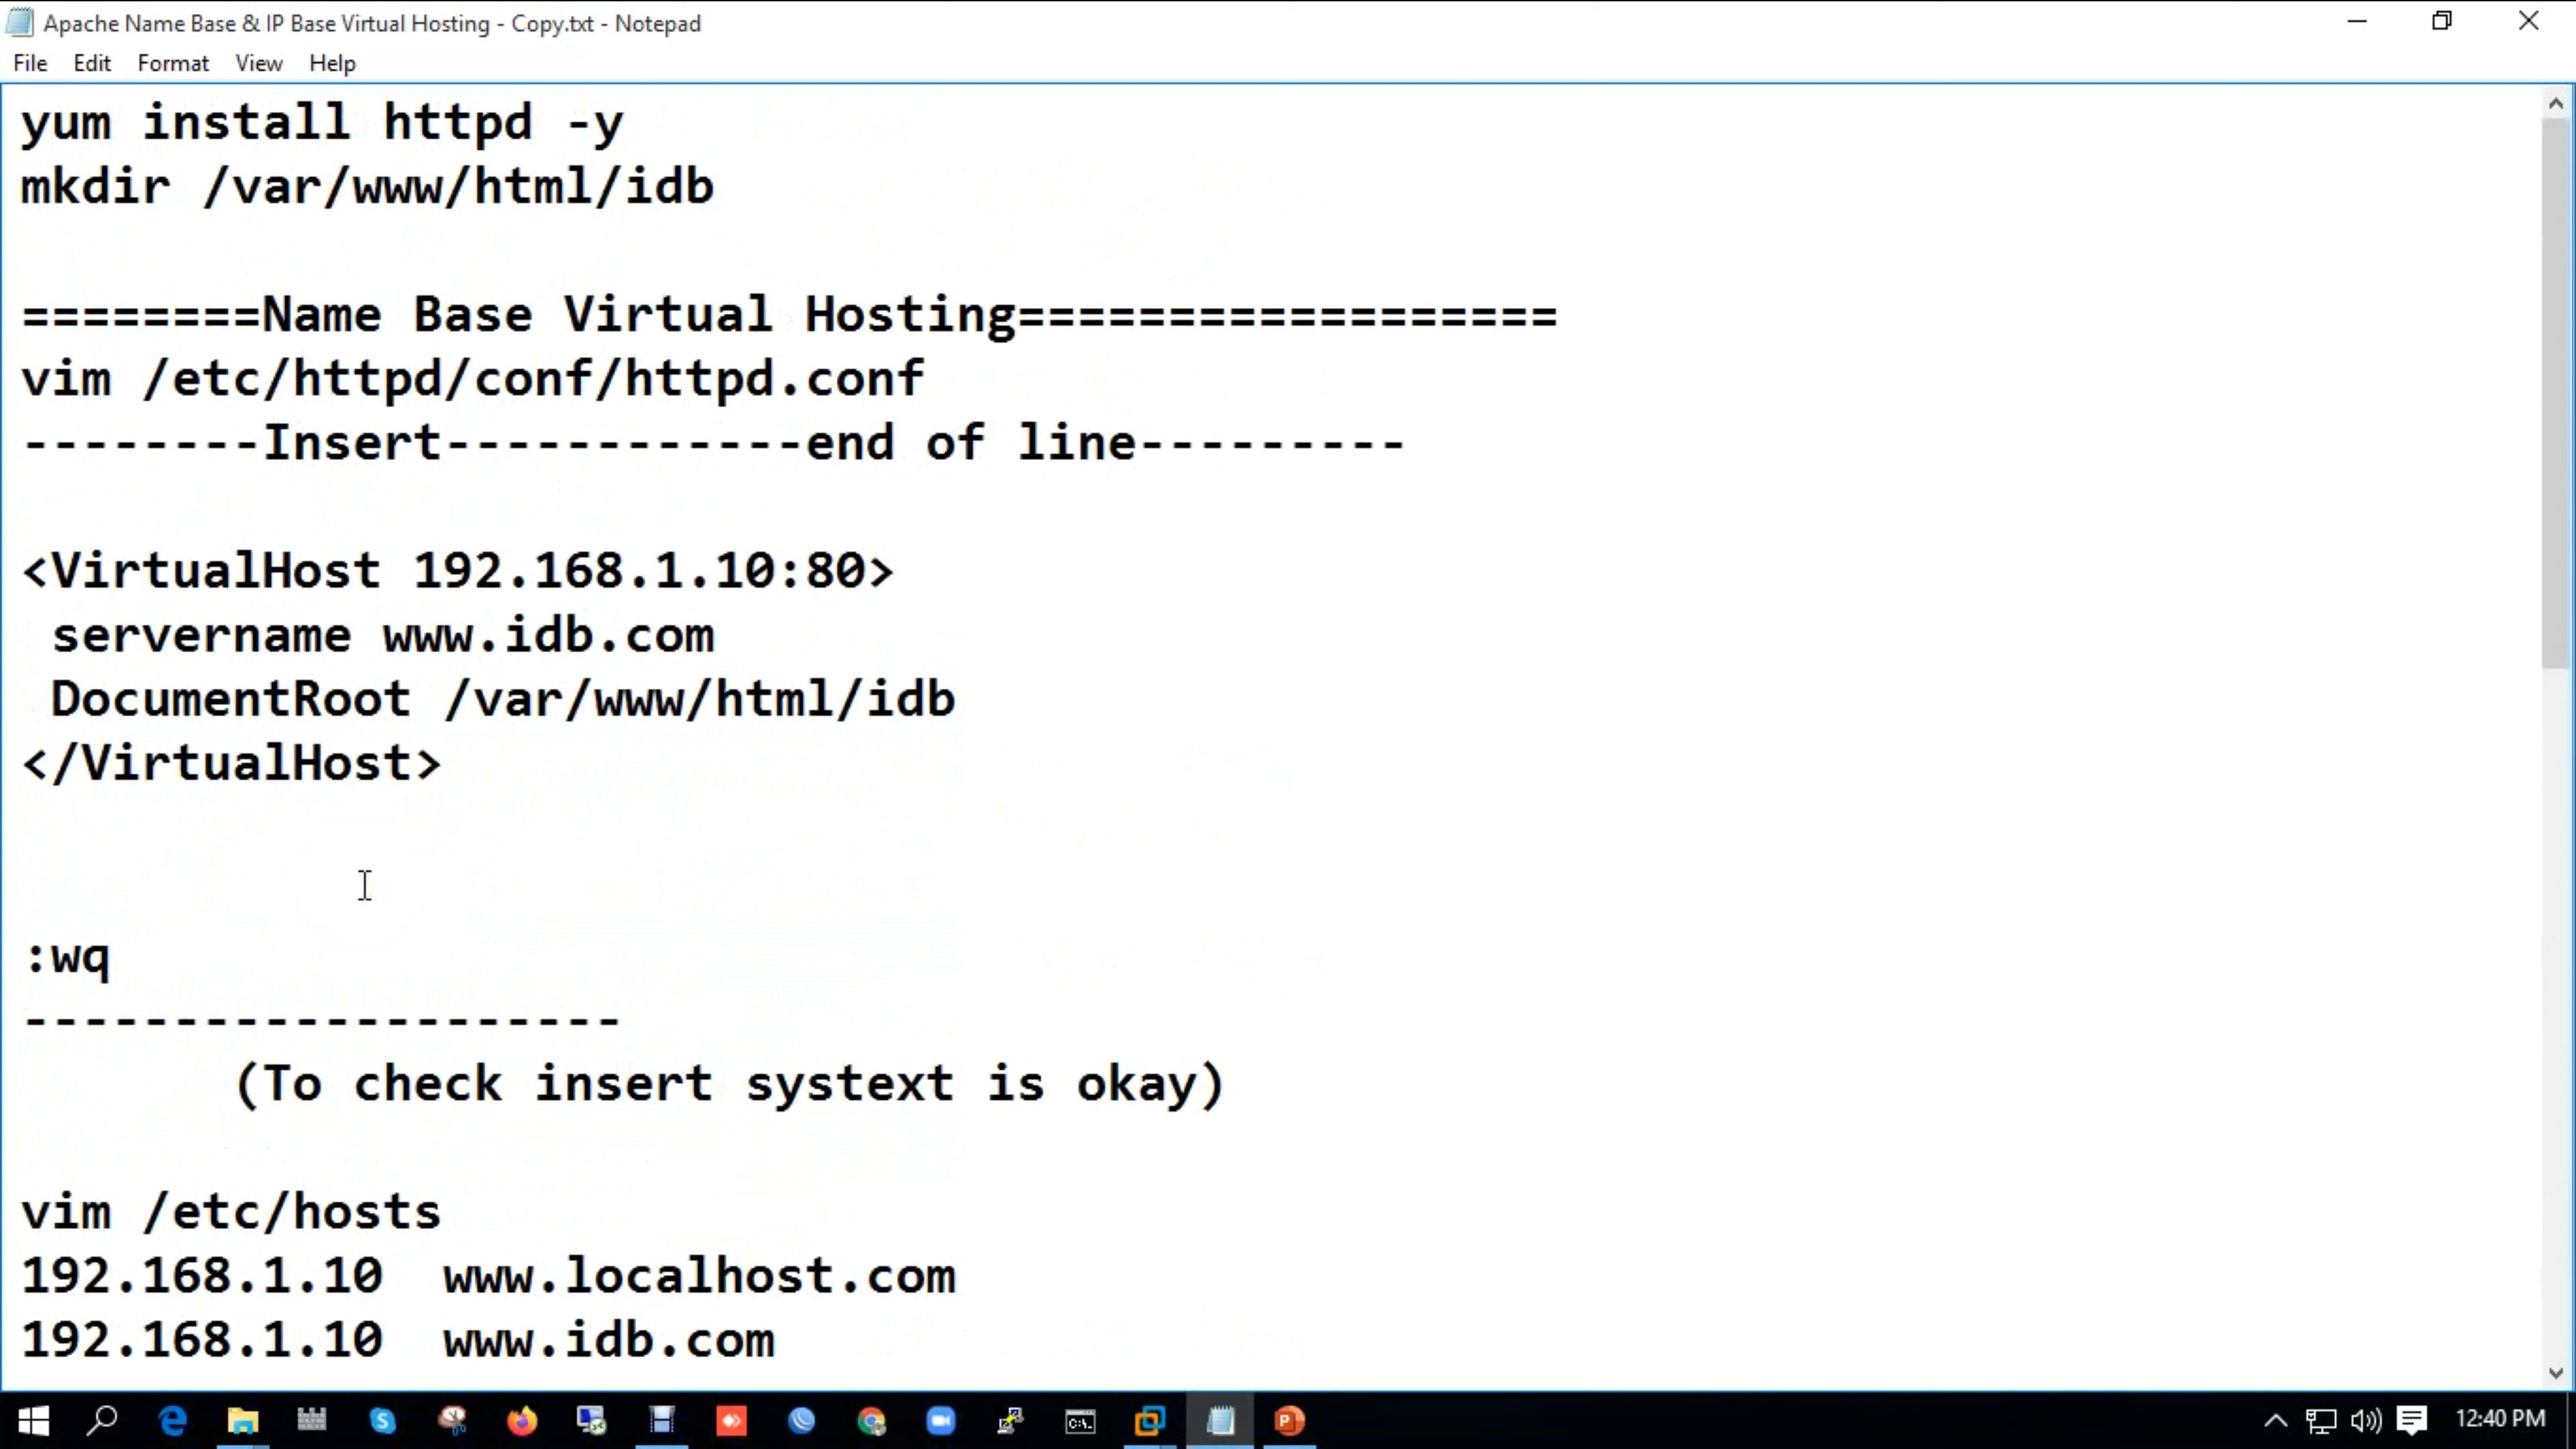 Apache Name Base & IP Base Virtual Hosting - Copy.txt - Notepad
File Edit Format View Help
yum install httpd -y
mkdir /var/www/html/idb
========Name Base Virtual Hosting==================
vim /etc/httpd/conf/httpd.conf
--------Insert------------end of line---------
<VirtualHost 192.168.1.10:80>
servername www.idb.com
DocumentRoot /var/www/html/idb
</VirtualHost>
:wq
--------------------
(To check insert systext is okay)
vim /etc/hosts
192.168.1.10 www.localhost.com
192.168.1.10 www.idb.com
12:40 PM